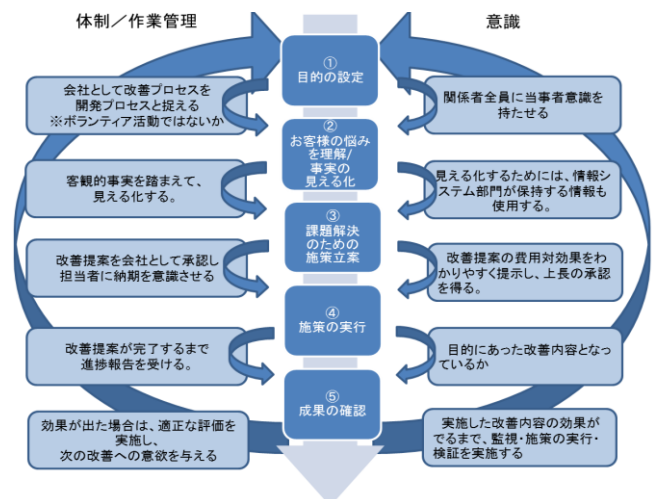 体制／作業管理
意識
①
目的の設定
会社として改善プロセスを
開発プロセスと捉える
※ボランティア活動ではないか
関係者全員に当事者意識を
持たせる
②
お客様の悩み
を理解/
事実の
見える化
客観的事実を踏まえて、
見える化する。
見える化するためには、情報シ
ステム部門が保持する情報も
使用する。
③
課題解決
のための
施策立案
改善提案を会社として承認し
担当者に納期を意識させる
改善提案の費用対効果をわ
かりやすく提示し、上長の承認
を得る。
④
施策の実行
改善提案が完了するまで
進捗報告を受ける。
目的にあった改善内容となっ
ているか
⑤
成果の確認
効果が出た場合は、適正な評価を
実施し、
次の改善への意欲を与える
実施した改善内容の効果が
でるまで、監視・施策の実行・
検証を実施する